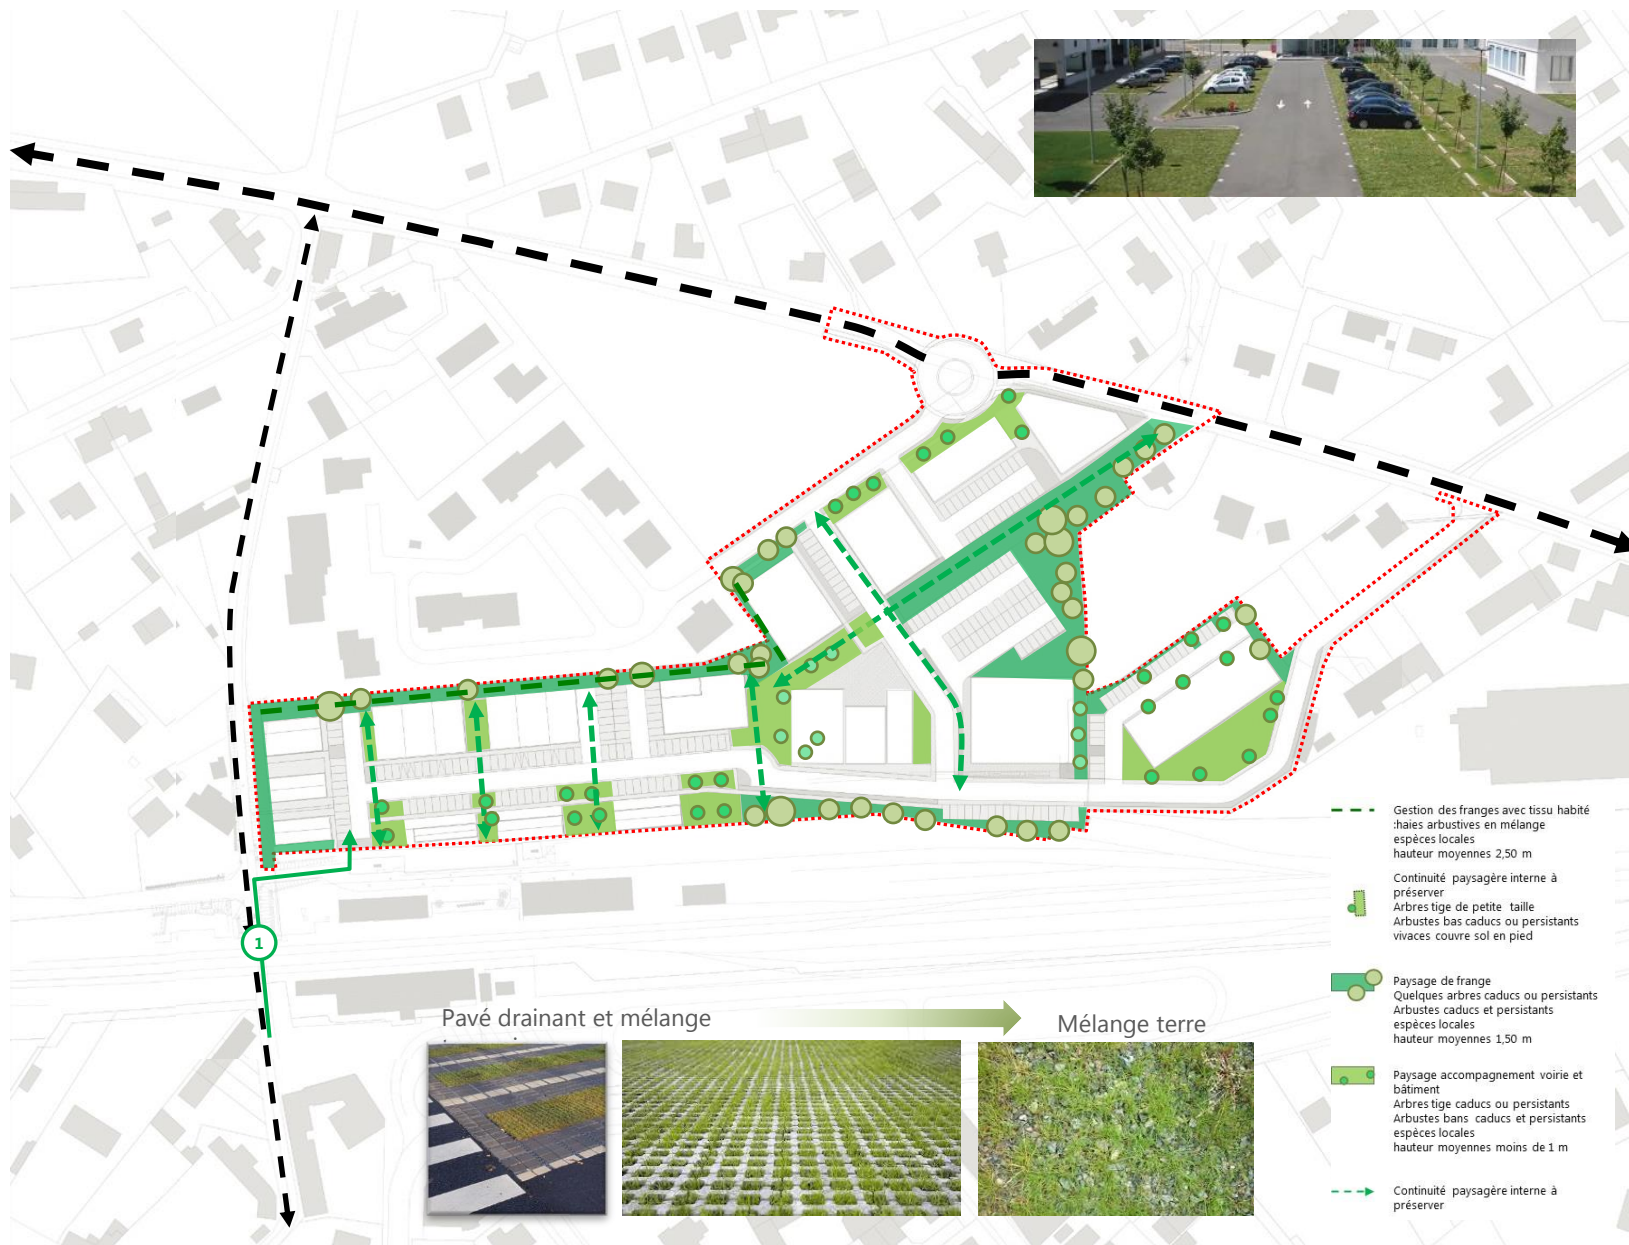 1
Pavé drainant et mélange
Mélange terre
Gestion des franges avec tissu habité
:haies arbustives en mélange
espèces locales
hauteur moyennes 2,50 m
Continuité paysagère interne à
préserver
Arbres tige de petite taille
Arbustes bas caducs ou persistants
vivaces couvre sol en pied
Paysage de frange
Quelques arbres caducs ou persistants
Arbustes caducs et persistants
espèces locales
hauteur moyennes 1,50 m
Paysage accompagnement voirie et
bâtiment
Arbres tige caducs ou persistants
Arbustes bans caducs et persistants
espèces locales
hauteur moyennes moins de 1 m
Continuité paysagère interne à
préserver